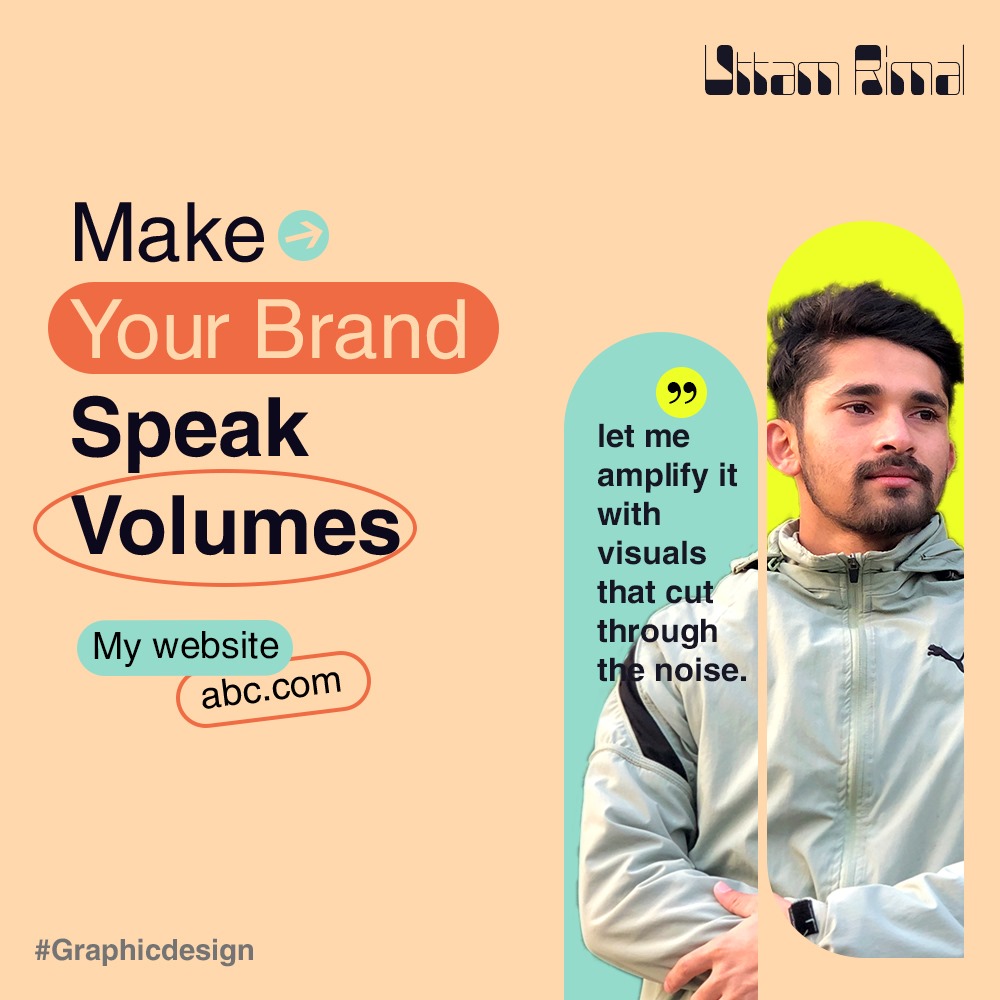 Uttam Rimal
Make
Your Brand
Speak
Volumes
My website
abc.com
”
let me
amplify it
with
visuals
that cut
through
the noise.
#Graphicdesign